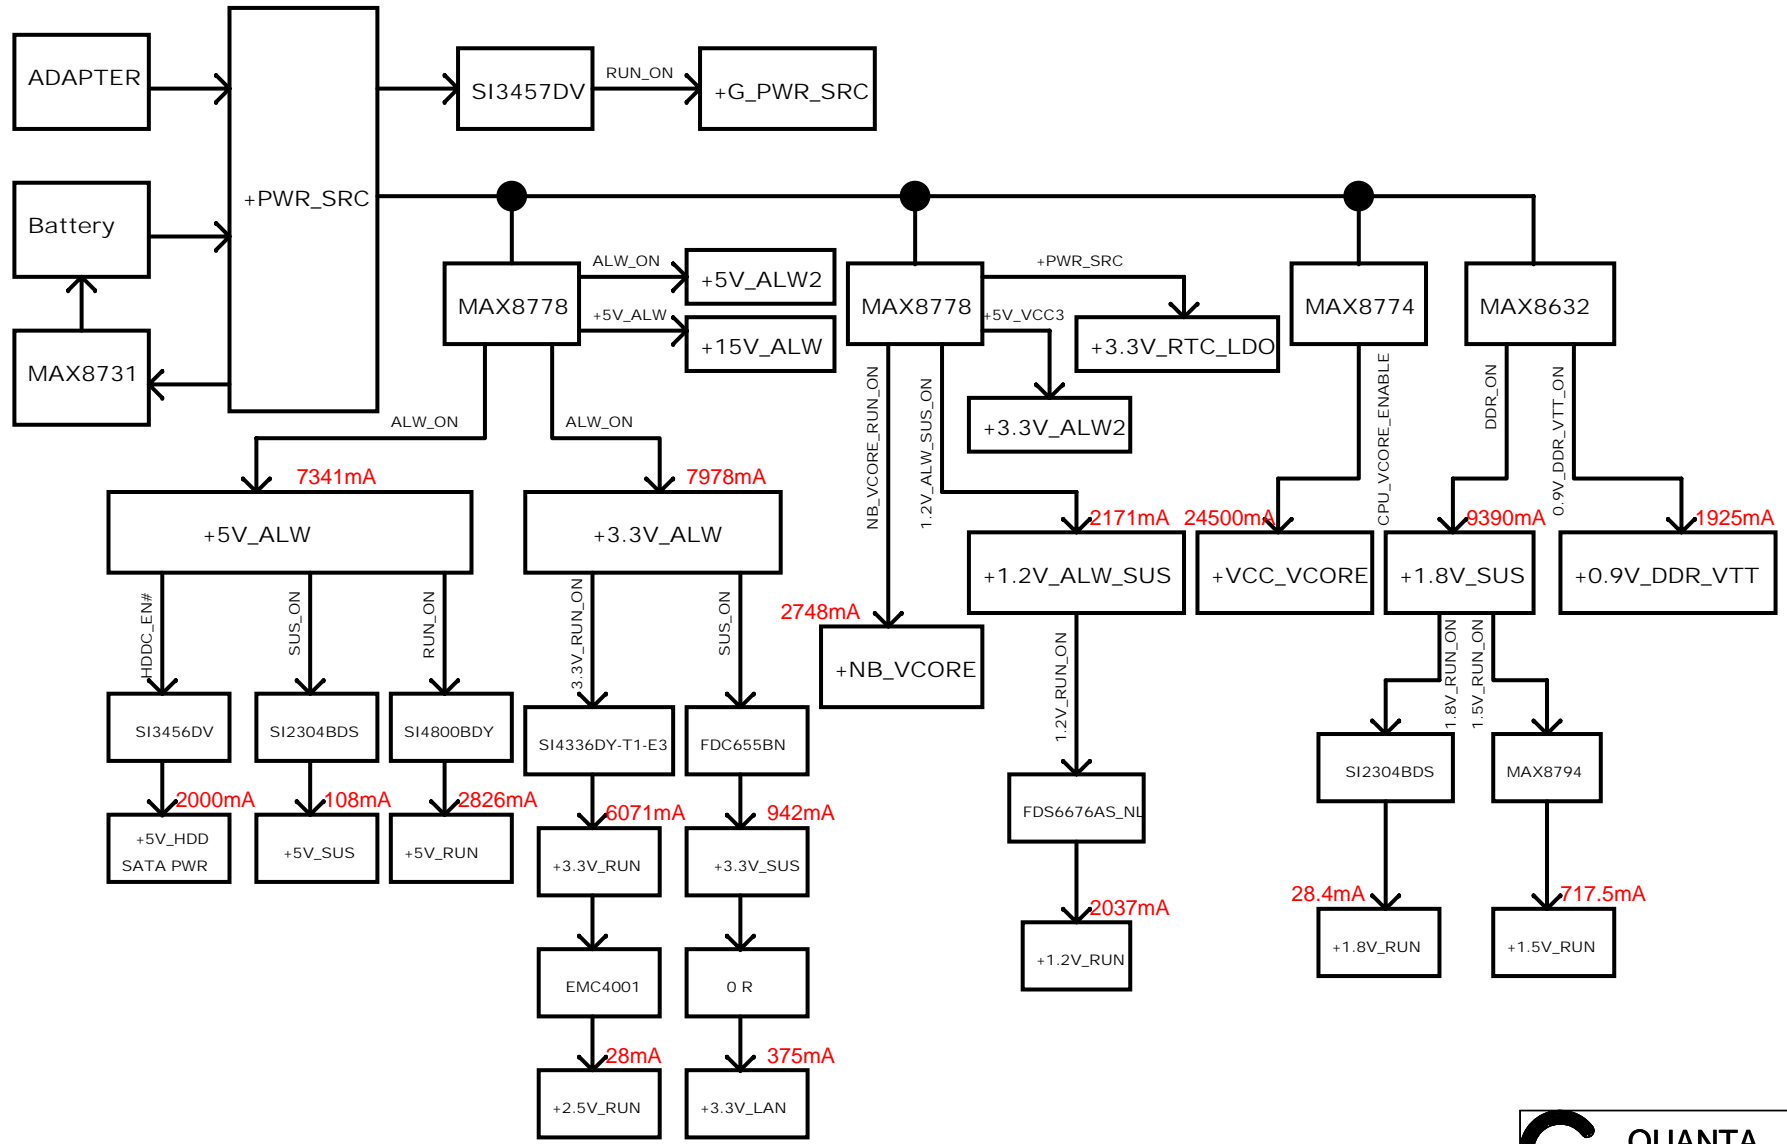 ADAPTER
SI3457DV
RUN_ON
+G_PWR_SRC
+PWR_SRC
Battery
MAX8731
MAX8778
ALW_ON
+5V_ALW2
+5V_ALW
+15V_ALW
MAX8778
+PWR_SRC
+3.3V_RTC_LDO
+5V_VCC3
+3.3V_ALW2
MAX8774
MAX8632
ALW_ON
ALW_ON
NB_VCORE_RUN_ON
1.2V_ALW_SUS_ON
CPU_VCORE_ENABLE
DDR_ON
0.9V_DDR_VTT_ON
7341mA
+5V_ALW
7978mA
+3.3V_ALW
2171mA
+1.2V_ALW_SUS
24500mA
+VCC_VCORE
9390mA
+1.8V_SUS
1925mA
+0.9V_DDR_VTT
2748mA
+NB_VCORE
HDDC_EN#
SUS_ON
RUN_ON
3.3V_RUN_ON
SUS_ON
1.2V_RUN_ON
1.8V_RUN_ON
1.5V_RUN_ON
SI3456DV
SI2304BDS
SI4800BDY
SI4336DY-T1-E3
FDC655BN
FDS6676AS_NL
SI2304BDS
MAX8794
2000mA
+5V_HDD
SATA PWR
108mA
+5V_SUS
2826mA
+5V_RUN
6071mA
+3.3V_RUN
942mA
+3.3V_SUS
2037mA
+1.2V_RUN
28.4mA
+1.8V_RUN
717.5mA
+1.5V_RUN
EMC4001
0 R
28mA
+2.5V_RUN
375mA
+3.3V_LAN
QUANTA